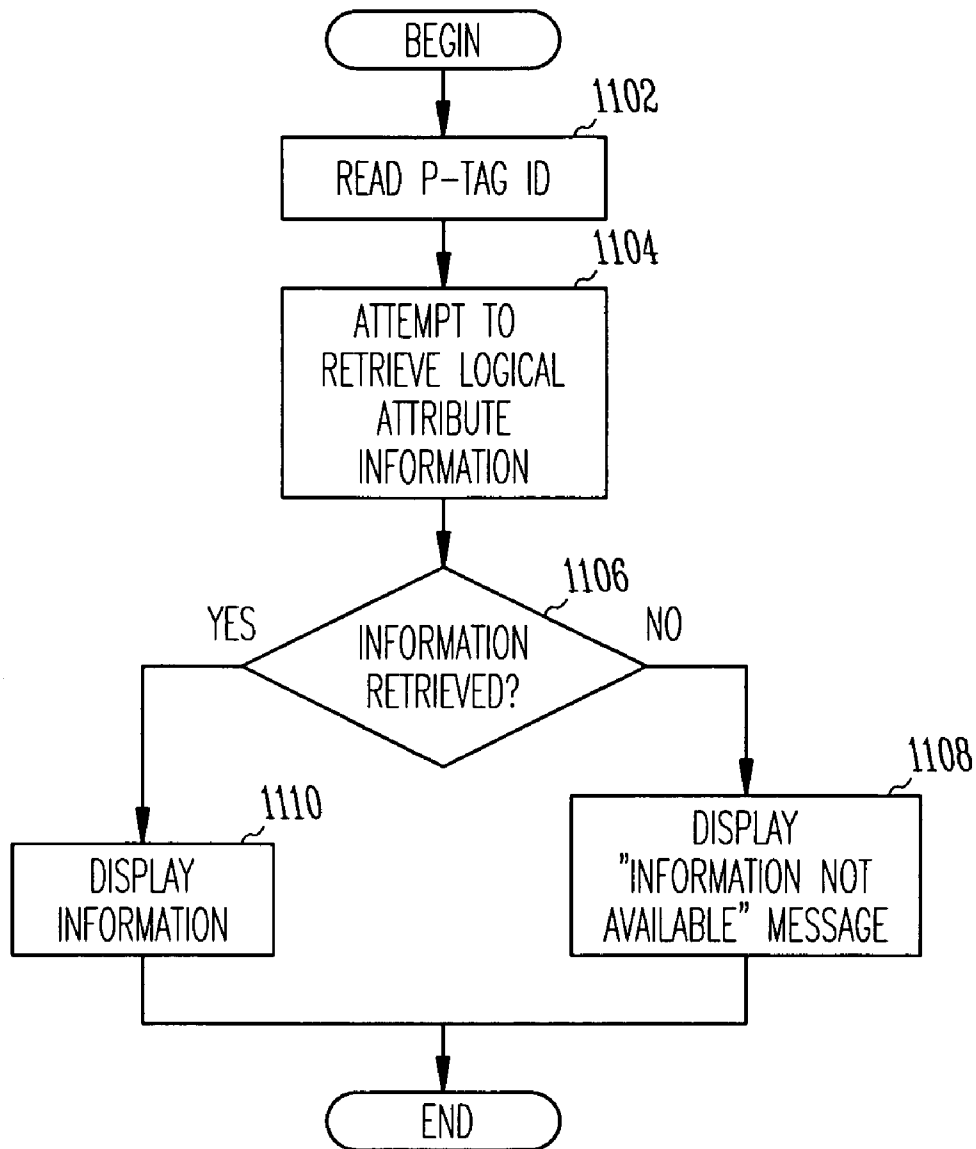 BEGIN
1102
READ P-TAG ID
1104
ATTEMPT TO
RETRIEVE LOGICAL
ATTRIBUTE
INFORMATION
1106
YES
NO
INFORMATION
RETRIEVED?
1110
DISPLAY
INFORMATION
1108
DISPLAY
"INFORMATION NOT
AVAILABLE" MESSAGE
END